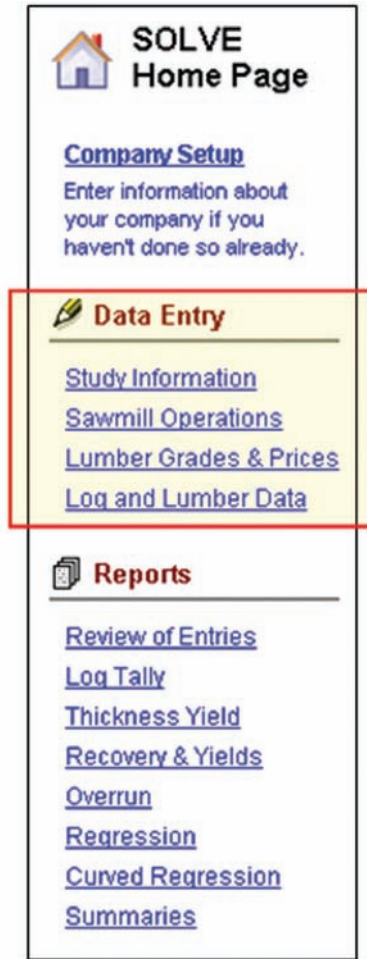 SOLVE
Home Page
Company Setup
Enter information about
your company if you
haven't done so already.
Data Entry
Study Information
Sawmill Operations
Lumber Grades & Prices
Log and Lumber Data
Reports
Review of Entries
Log Tally
Thickness Yield
Recovery & Yields
Overrun
Regression
Curved Regression
Summaries